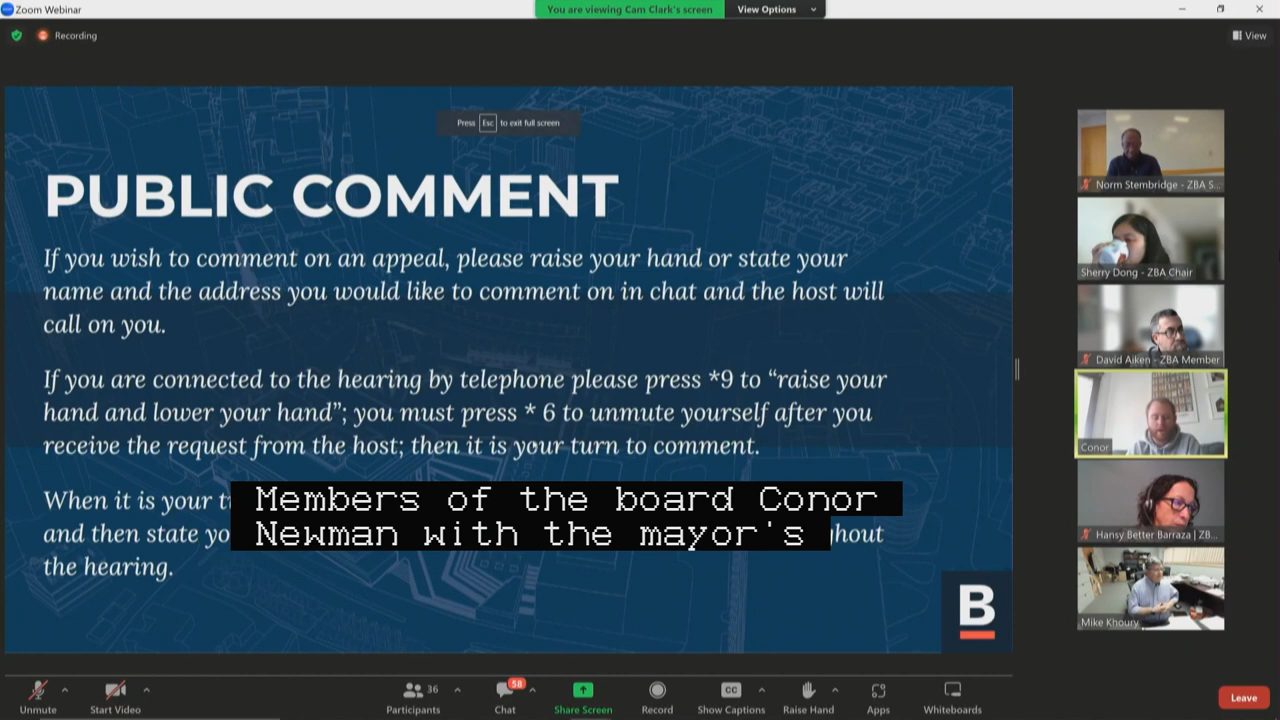 Zoom Webinar
You are viewing Cam Clark's screen
View Options
Recording
View
Press Esc to exit full screen
PUBLIC COMMENT
If you wish to comment on an appeal, please raise your hand or state your
name and the address you would like to comment on in chat and the host will
call on you.
If you are connected to the hearing by telephone please press *9 to “raise your
hand and lower your hand”; you must press * 6 to unmute yourself after you
receive the request from the host; then it is your turn to comment.
When it is your t
and then state yo
ghout
the hearing.
Members of the board Conor
Newman with the mayor's
B
Norm Stembridge - ZBA S...
Sherry Dong - ZBA Chair
David Aiken - ZBA Member
Conor
Hansy Better Barraza | ZB...
Mike Khoury
Unmute
Start Video
36
Participants
58
Chat
Share Screen
Record
CC
Show Captions
Raise Hand
Apps
Whiteboards
Leave